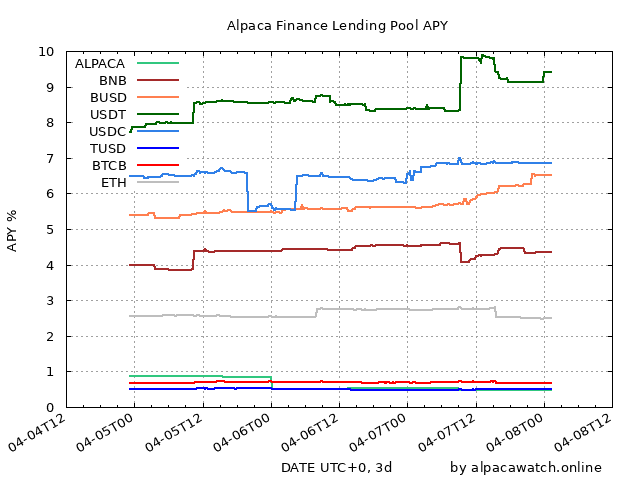 Alpaca Finance Lending Pool APY
APY %
10
9
8
7
6
5
4
3
2
1
0
ALPACA
BNB
BUSD
USDT
USDC
TUSD
BTCB
ETH
04-04T12
04-05T00
04-05T12
04-06T00
04-06T12
04-07T00
04-07T12
04-08T00
04-08T12
DATE UTC+0, 3d
by alpacawatch.online